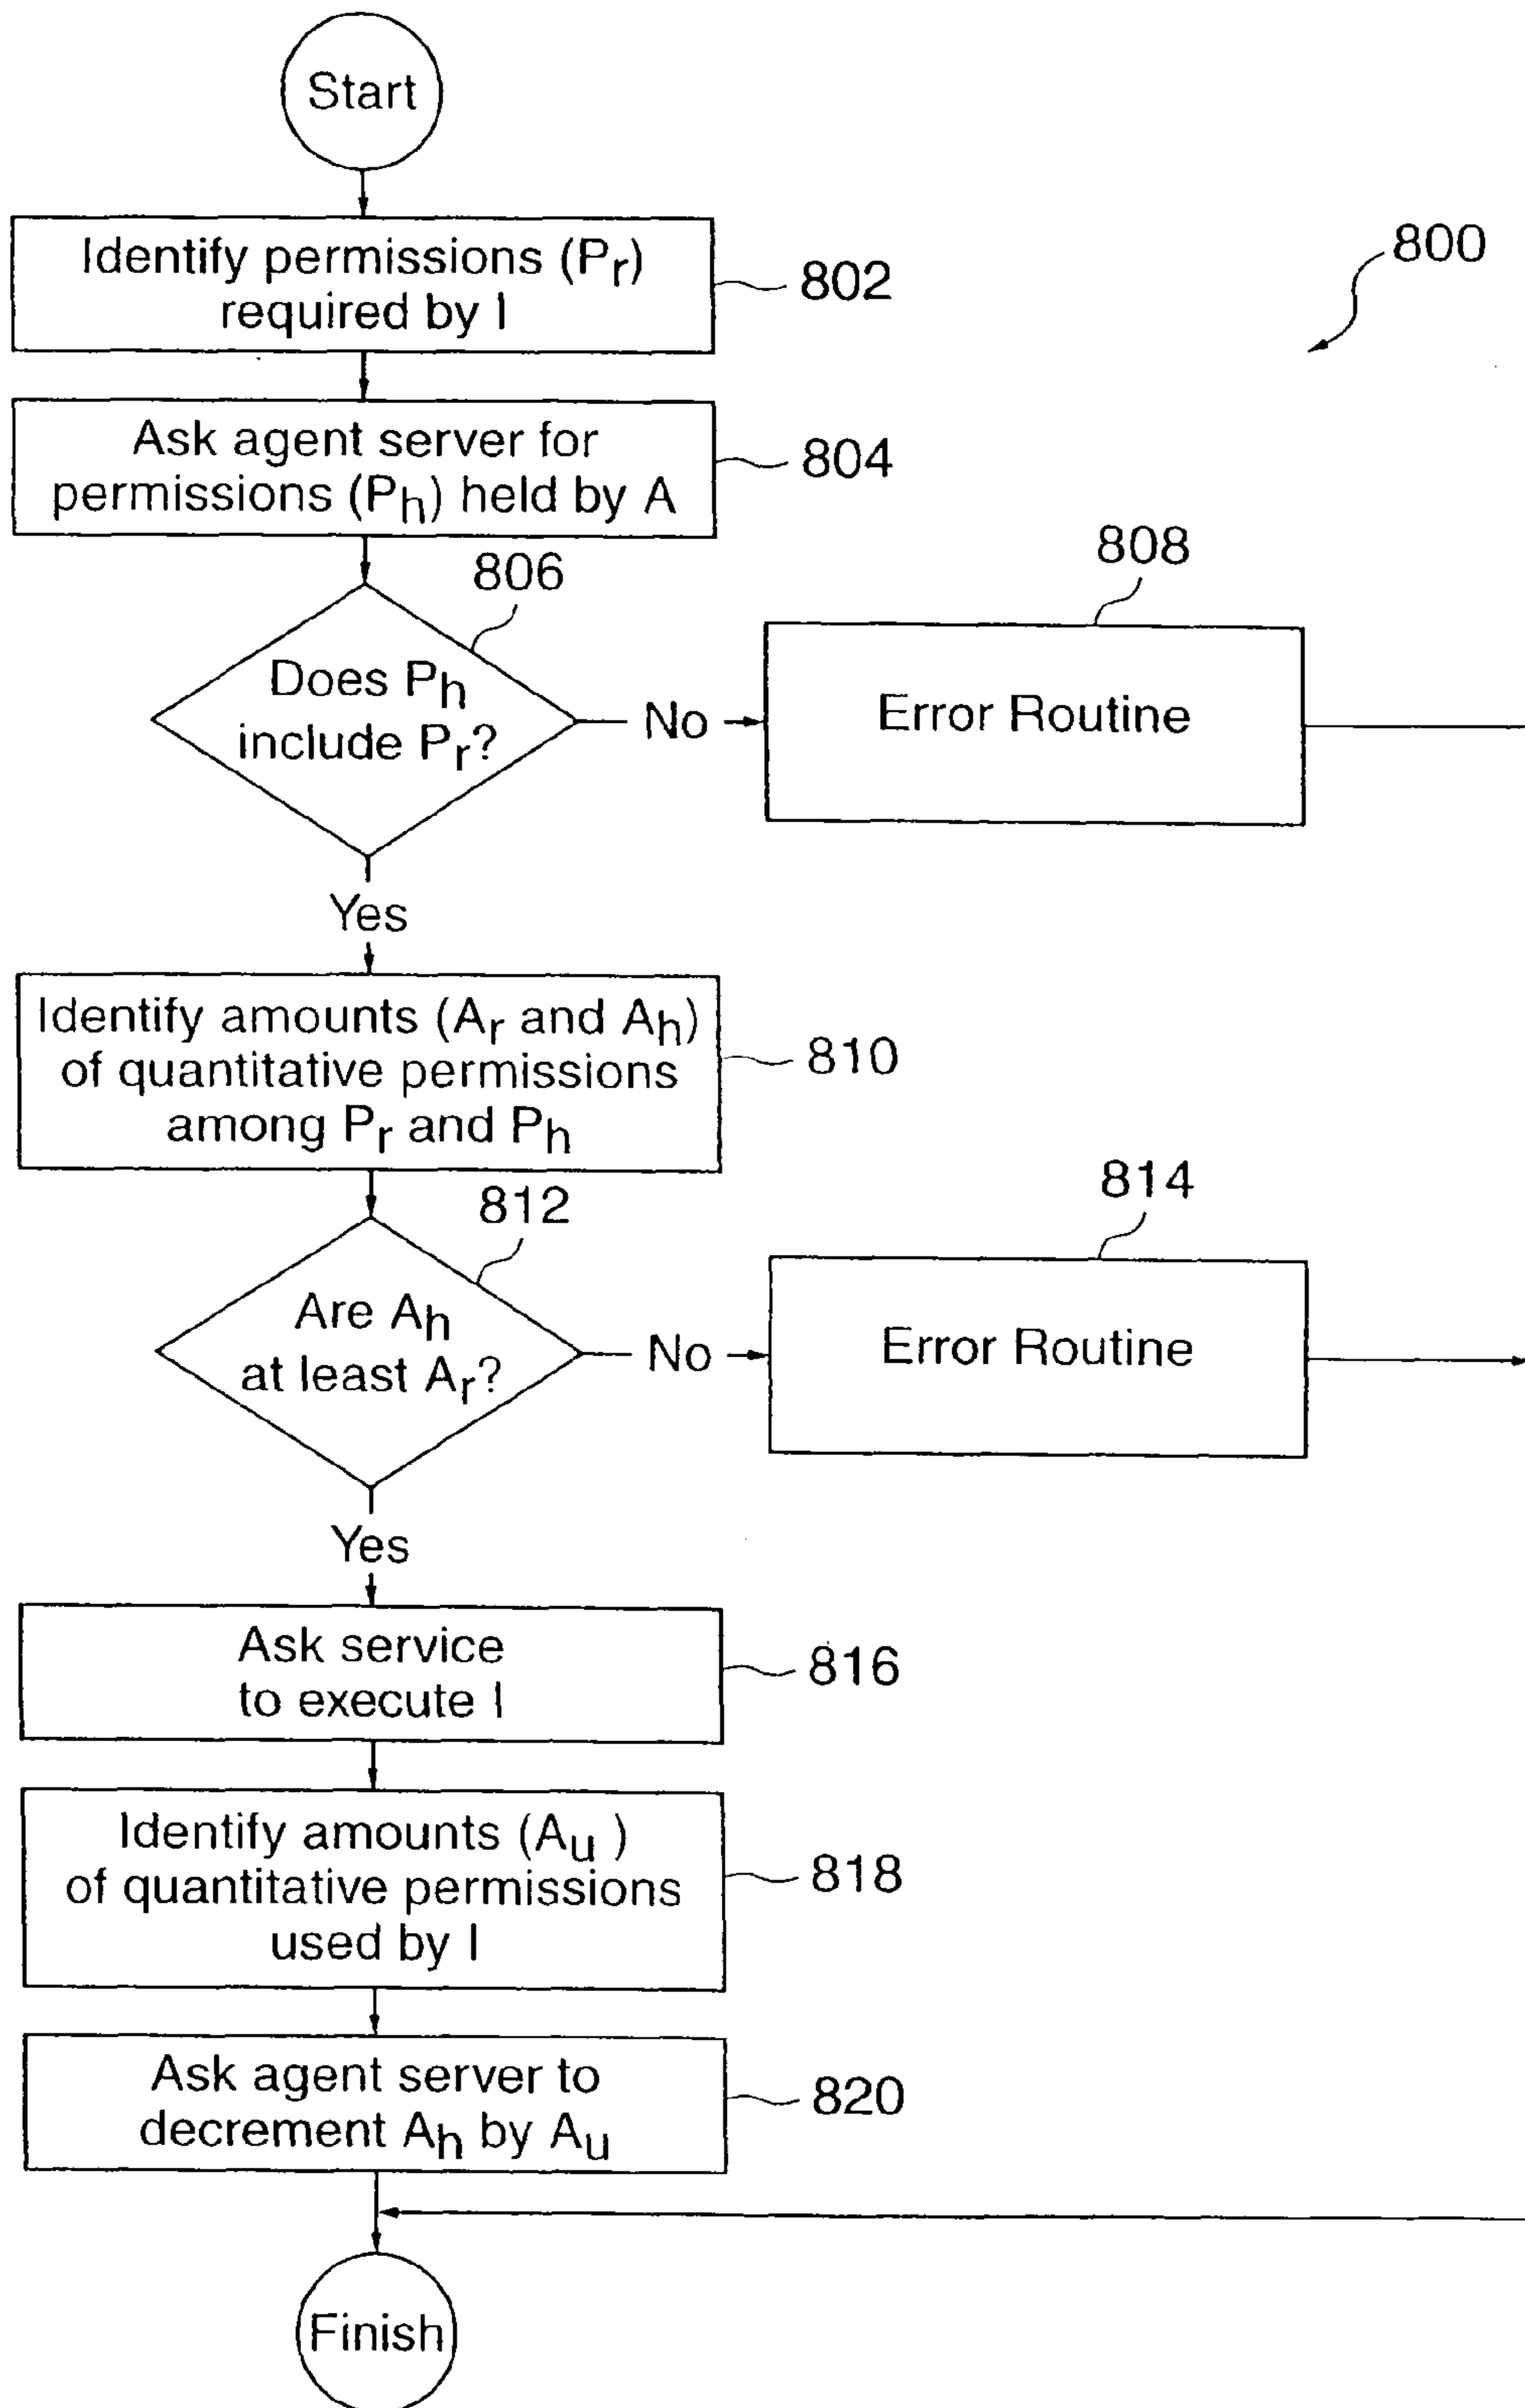 Start
800
Identify permissions (Pr)
required by I
802
Ask agent server for
permissions (Ph) held by A
804
806
808
Does Ph
include Pr?
No
Error Routine
Yes
Identify amounts (Ar and Ah)
of quantitative permissions
among Pr and Ph
810
812
814
Are Ah
at least Ar?
No
Error Routine
Yes
Ask service
to execute I
816
Identify amounts (Au )
of quantitative permissions
used by I
818
Ask agent server to
decrement Ah by Au
820
Finish